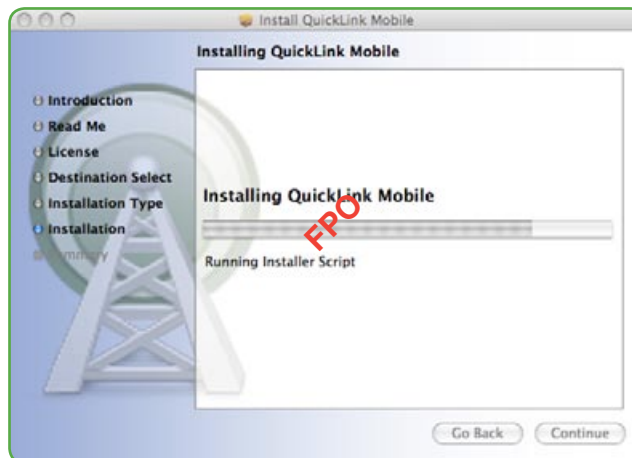 Install QuickLink Mobile
Installing QuickLink Mobile
Introduction
Read Me
License
Destination Select
Installation Type
Installation
Summary
Installing QuickLink Mobile
FPO
Running Installer Script
Go Back
Continue